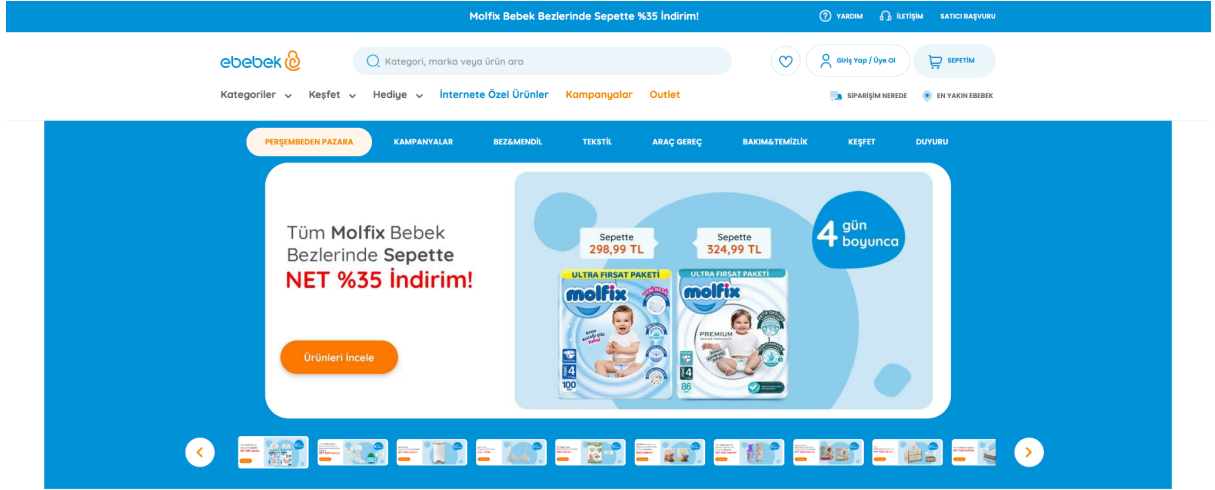 Molfix Bebek Bezlerinde Sepette %35 İndirim!
YARDIM
İLETİŞİM
SATICI BAŞVURU
ebebek
Kategori, marka veya ürün ara
Giriş Yap / Üye Ol
SEPETİM
Kategoriler
Keşfet
Hediye
İnternete Özel Ürünler
Kampanyalar
Outlet
SİPARİŞİM NEREDE
EN YAKIN EBEBEK
PERŞEMBEDEN PAZARA
KAMPANYALAR
BEZ&MENDİL
TEKSTİL
ARAÇ GEREÇ
BAKIM&TEMİZLİK
KEŞFET
DUYURU
Tüm Molfix Bebek
Bezlerinde Sepette
NET %35 İndirim!
Ürünleri İncele
Sepette
298,99 TL
Sepette
324,99 TL
4 gün
boyunca
ULTRA FIRSAT PAKETİ
molfix
4
100
ULTRA FIRSAT PAKETİ
molfix
PREMIUM
4
86